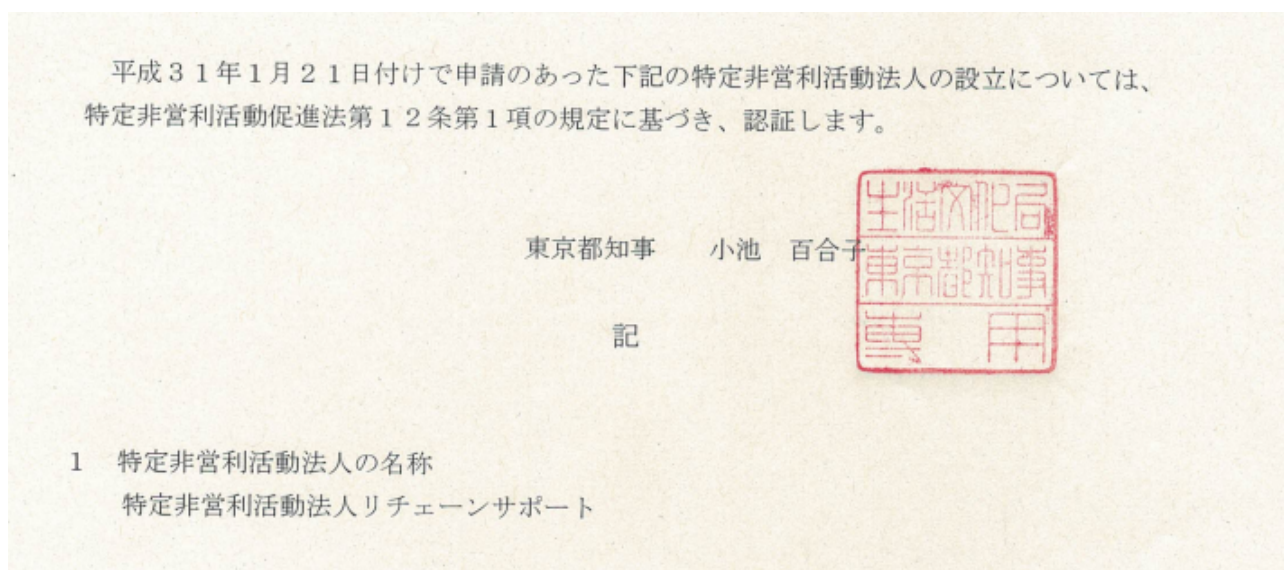 平成３１年１月２１日付けで申請のあった下記の特定非営利活動法人の設立については、
特定非営利活動促進法第１２条第１項の規定に基づき、認証します。
東京都知事　　小池　百合子
生活文化局
東京都知事
専用
記
１　特定非営利活動法人の名称
特定非営利活動法人リチェーンサポート